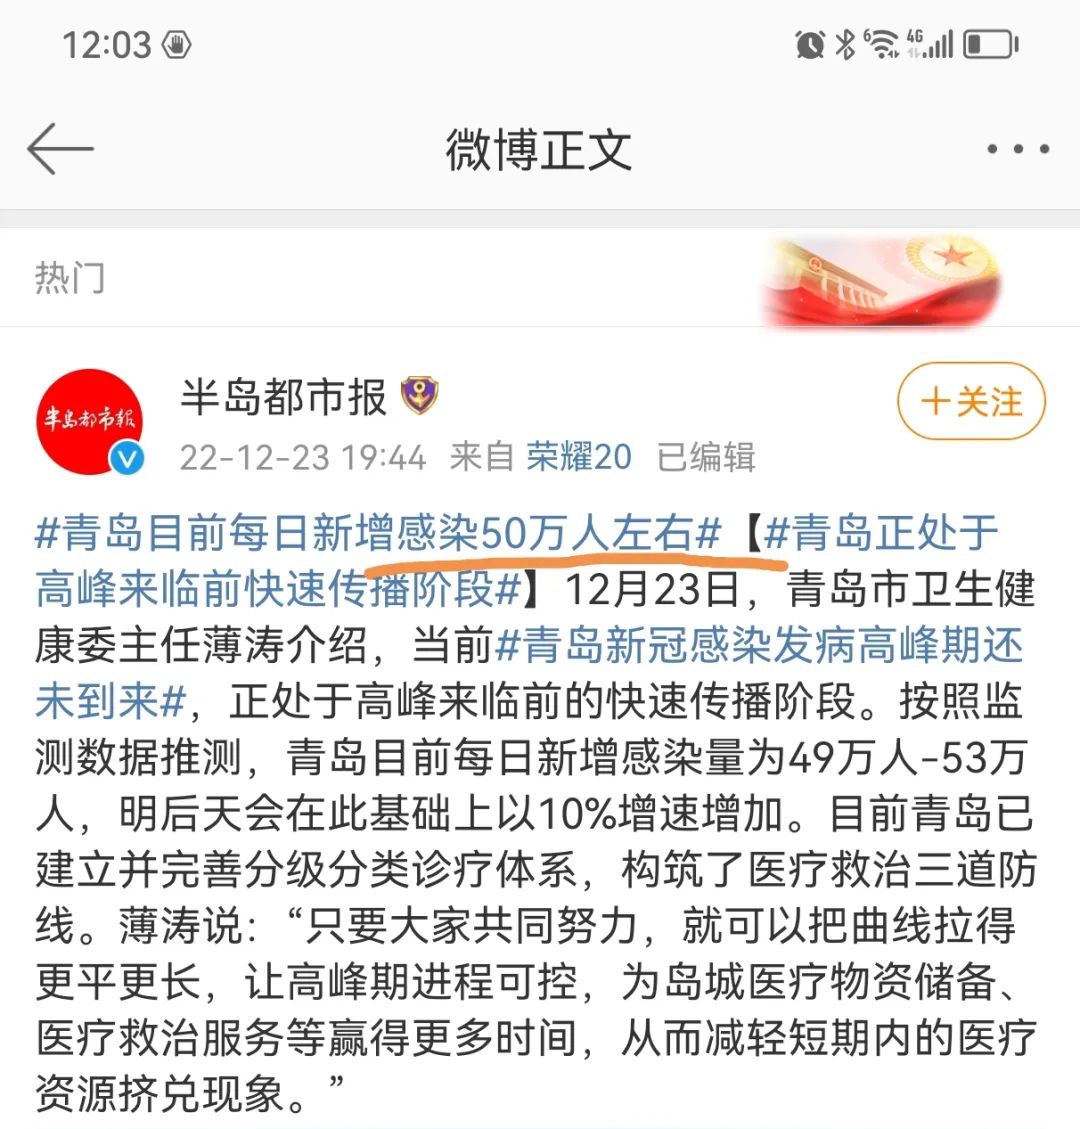 12:03
6 4G
微博正文
热门
半岛都市报
半岛都市报
+关注
22-12-23 19:44 来自 荣耀20 已编辑
#青岛目前每日新增感染50万人左右#【#青岛正处于
高峰来临前快速传播阶段#】12月23日，青岛市卫生健
康委主任薄涛介绍，当前#青岛新冠感染发病高峰期还
未到来#，正处于高峰来临前的快速传播阶段。按照监
测数据推测，青岛目前每日新增感染量为49万人-53万
人，明后天会在此基础上以10%增速增加。目前青岛已
建立并完善分级分类诊疗体系，构筑了医疗救治三道防
线。薄涛说：“只要大家共同努力，就可以把曲线拉得
更平更长，让高峰期进程可控，为岛城医疗物资储备、
医疗救治服务等赢得更多时间，从而减轻短期内的医疗
资源挤兑现象。”